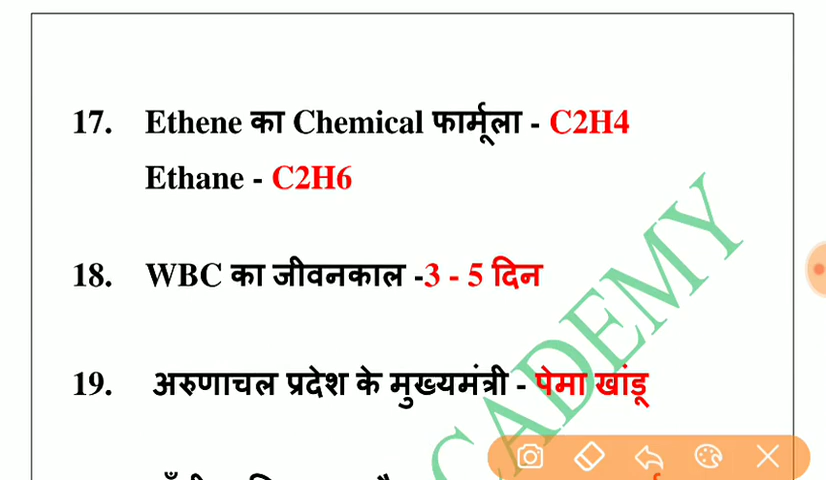 17. Ethene का Chemical फार्मूला - C2H4
Ethane - C2H6
18. WBC का जीवनकाल -3 - 5 दिन
19. अरुणाचल प्रदेश के मुख्यमंत्री - पेमा खांडू
CADEMY